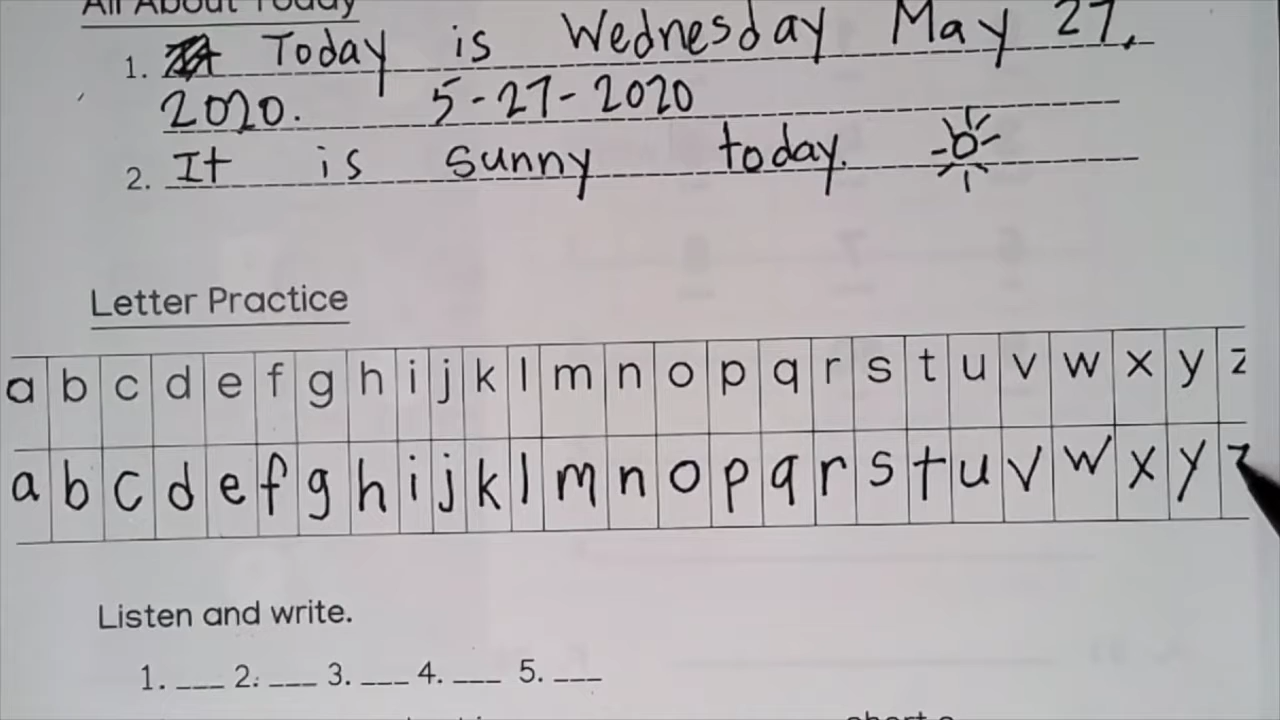 All About Today
1. Today is Wednesday May 27,
2020. 5-27-2020
2. It is sunny today.
Letter Practice
a b c d e f g h i j k l m n o p q r s t u v w x y z
a b c d e f g h i j k l m n o p q r s t u v w x y z
Listen and write.
1. ___ 2. ___ 3. ___ 4. ___ 5. ___
short a